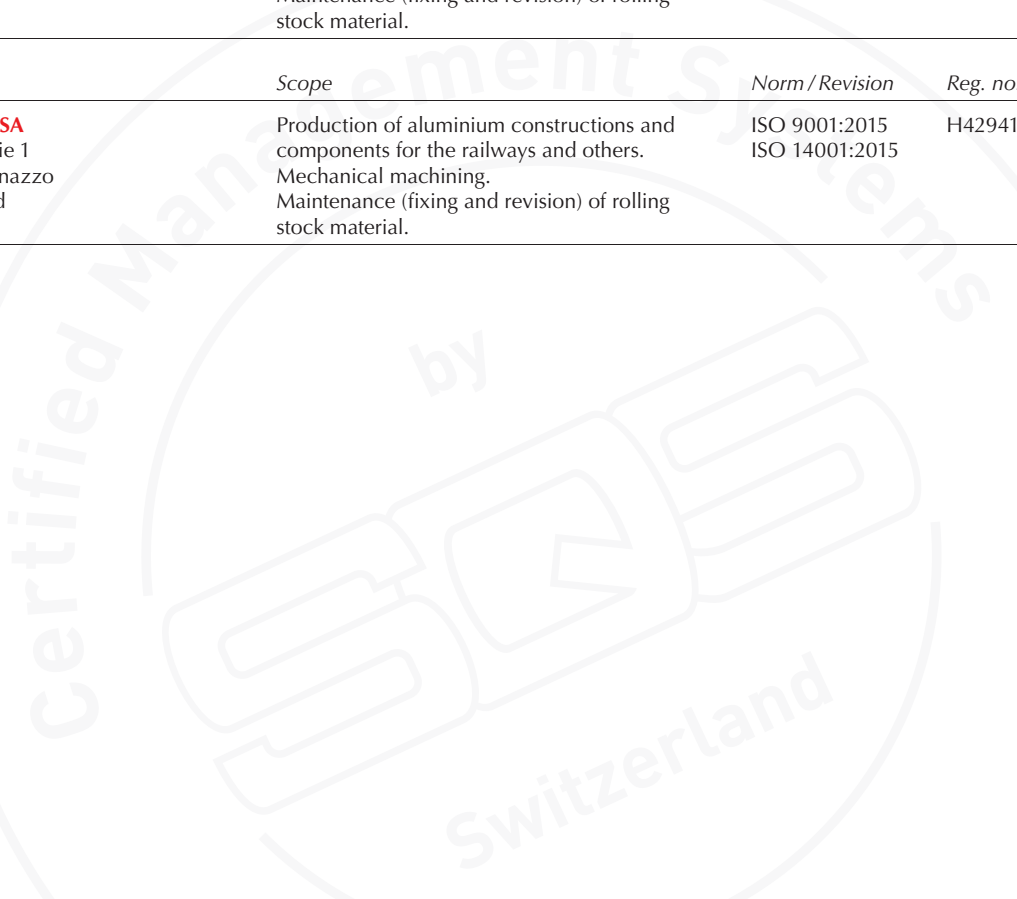 stock material.
Scope Norm / Revision Reg. no.
SA Production of aluminium constructions and ISO 9001:2015 H42941
ie 1 components for the railways and others. ISO 14001:2015
nazzo Mechanical machining.
d Maintenance (fixing and revision) of rolling
stock material.
Certified Management Systems
by
SQS
Switzerland